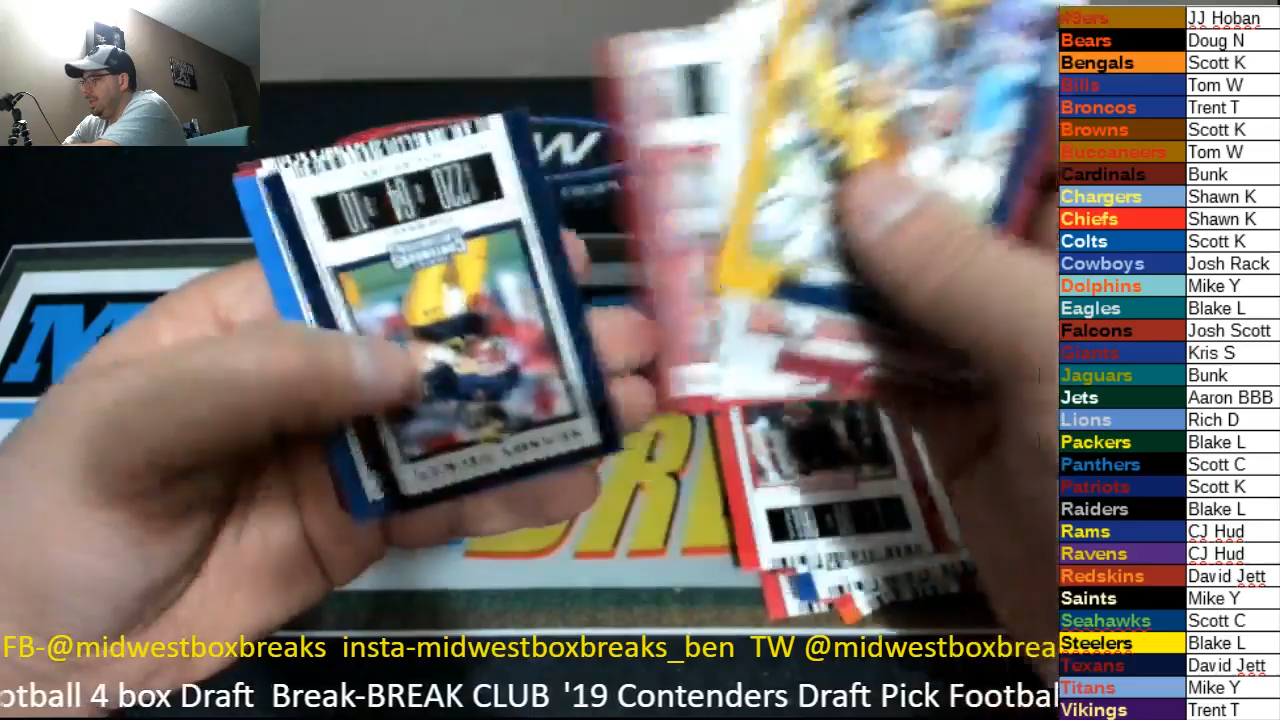 49ers JJ Hoban
Bears Doug N
Bengals Scott K
Bills Tom W
Broncos Trent T
Browns Scott K
Buccaneers Tom W
Cardinals Bunk
Chargers Shawn K
Chiefs Shawn K
Colts Scott K
Cowboys Josh Rack
Dolphins Mike Y
Eagles Blake L
Falcons Josh Scott
Giants Kris S
Jaguars Bunk
Jets Aaron BBB
Lions Rich D
Packers Blake L
Panthers Scott C
Patriots Scott K
Raiders Blake L
Rams CJ Hud
Ravens CJ Hud
Redskins David Jett
Saints Mike Y
Seahawks Scott C
Steelers Blake L
Texans David Jett
Titans Mike Y
Vikings Trent T
FB-@midwestboxbreaks insta-midwestboxbreaks_ben TW @midwestboxbrea
otball 4 box Draft Break-BREAK CLUB '19 Contenders Draft Pick Footbal